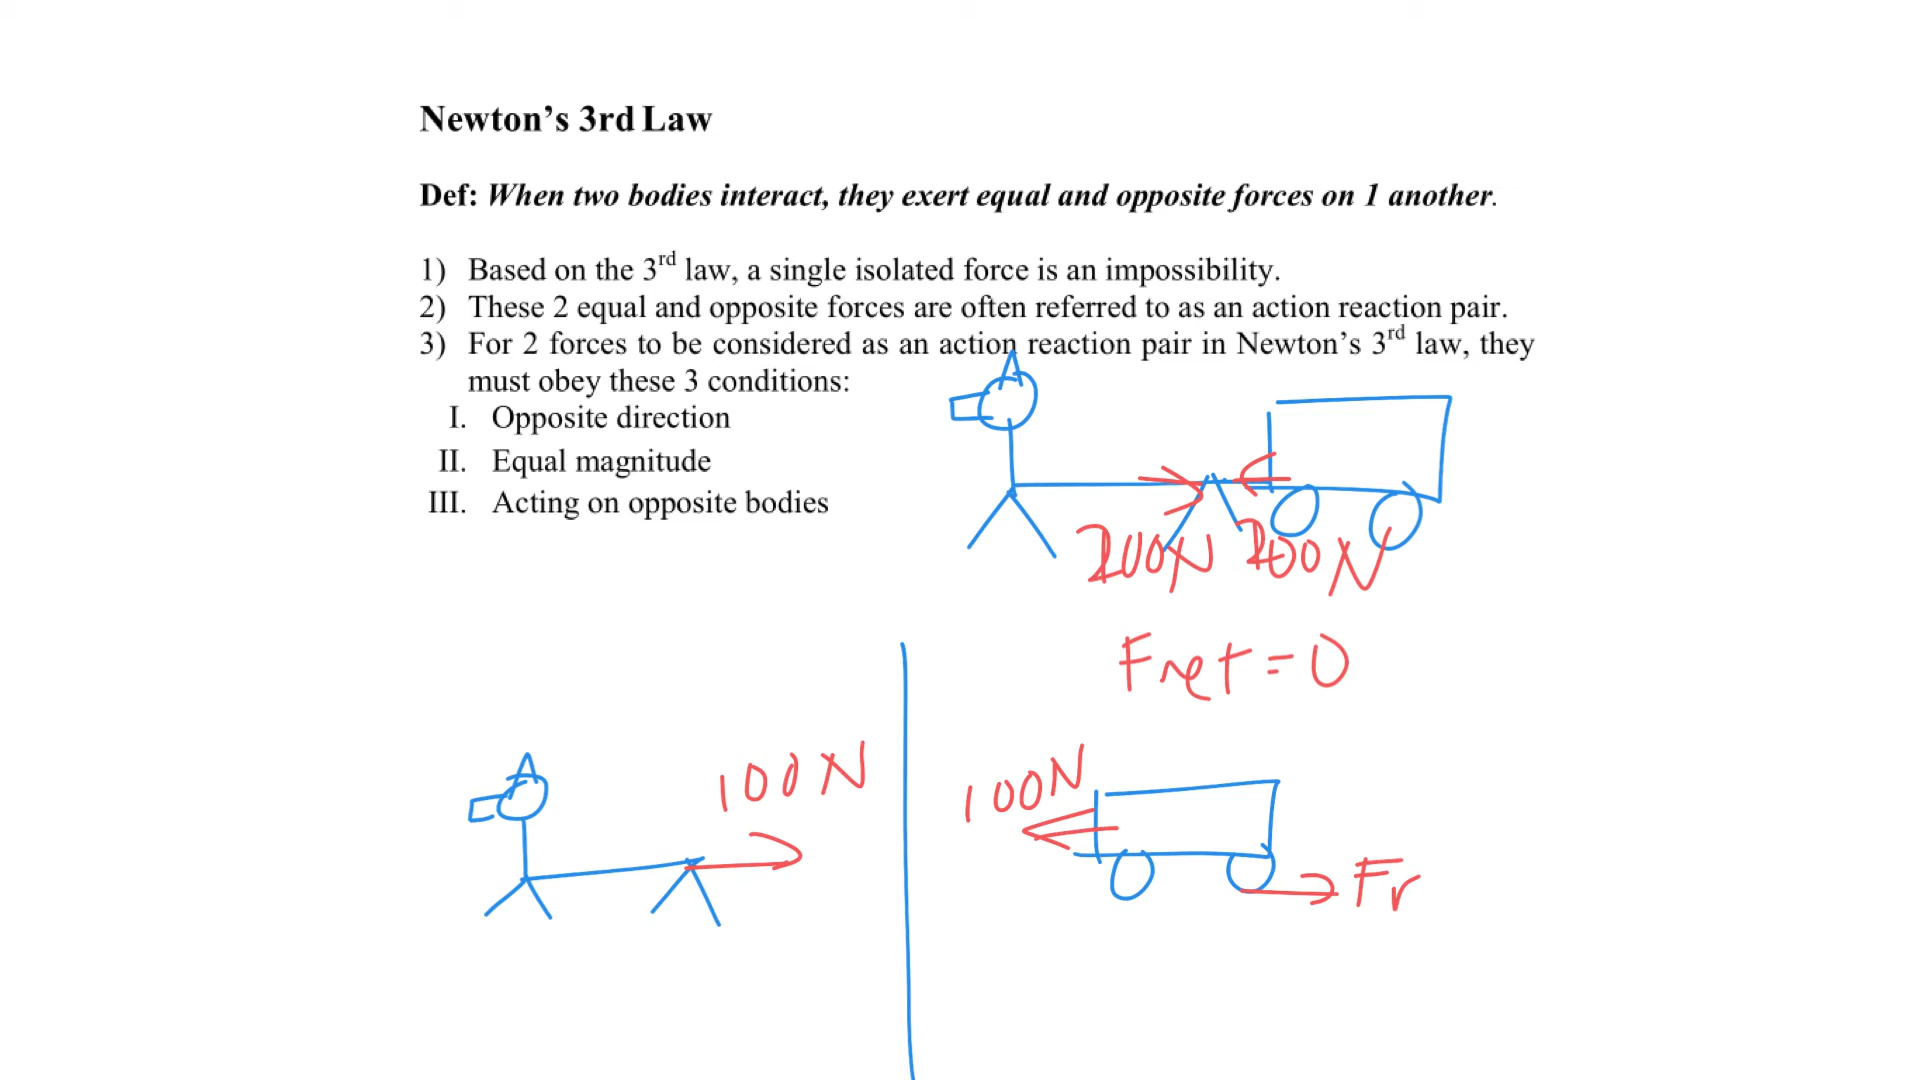 Newton’s 3rd Law
Def: When two bodies interact, they exert equal and opposite forces on 1 another.
1) Based on the 3rd law, a single isolated force is an impossibility.
2) These 2 equal and opposite forces are often referred to as an action reaction pair.
3) For 2 forces to be considered as an action reaction pair in Newton’s 3rd law, they
must obey these 3 conditions:
I. Opposite direction
II. Equal magnitude
III. Acting on opposite bodies
200N 200N
Fnet = 0
100N
100N
Fr